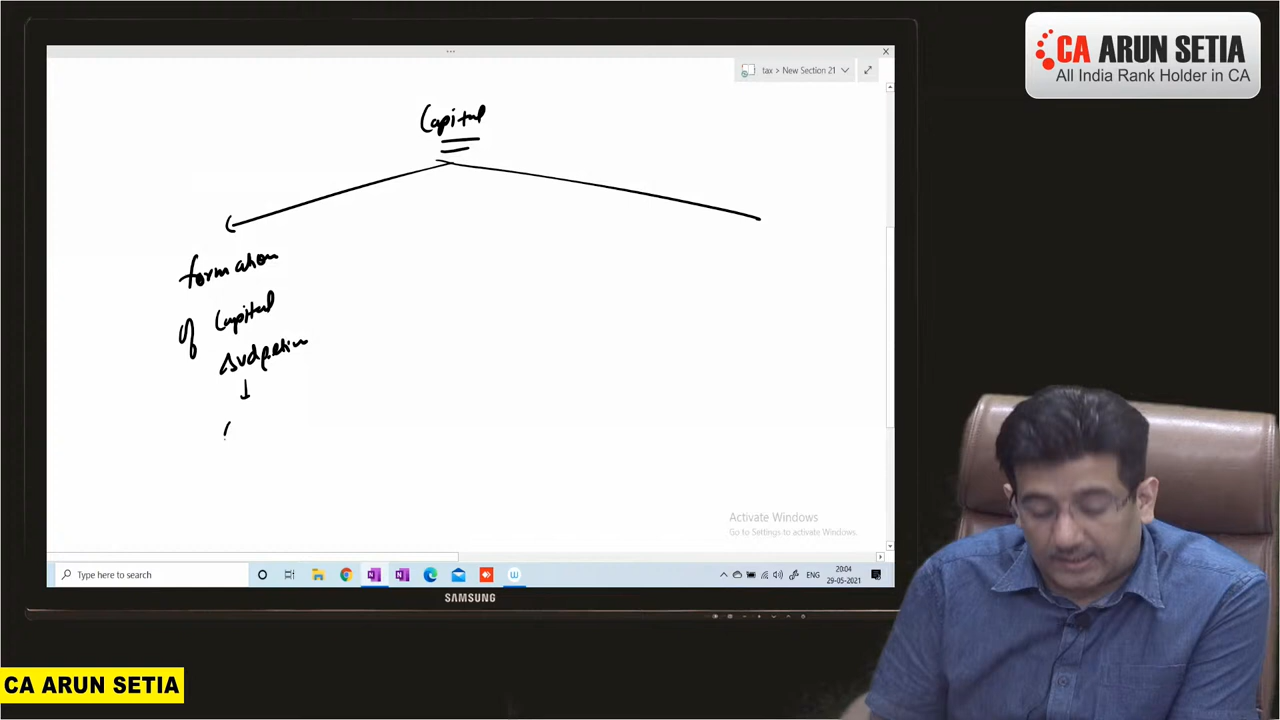 CA ARUN SETIA
All India Rank Holder in CA
tax > New Section 21
Capital
formation
of Capital
Activate Windows
Go to Settings to activate Windows.
Type here to search
ENG
20:04
29-05-2021
SAMSUNG
CA ARUN SETIA